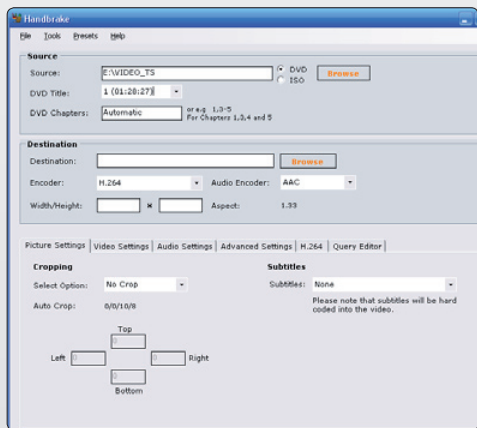 Handbrake
File Tools Presets Help
Source
Source: E:\VIDEO_TS DVD ISO Browse
DVD Title: 1 (01:28:27)
DVD Chapters: Automatic or e.g 1,3-5
For Chapters 1,3,4 and 5
Destination
Destination: Browse
Encoder: H.264 Audio Encoder: AAC
Width/Height: x Aspect: 1.33
Picture Settings Video Settings Audio Settings Advanced Settings H.264 Query Editor
Cropping Subtitles
Select Option: No Crop Subtitles: None
Please note that subtitles will be hard
coded into the video.
Auto Crop: 0/0/10/8
Top
0
Left 0 0 Right
0
Bottom